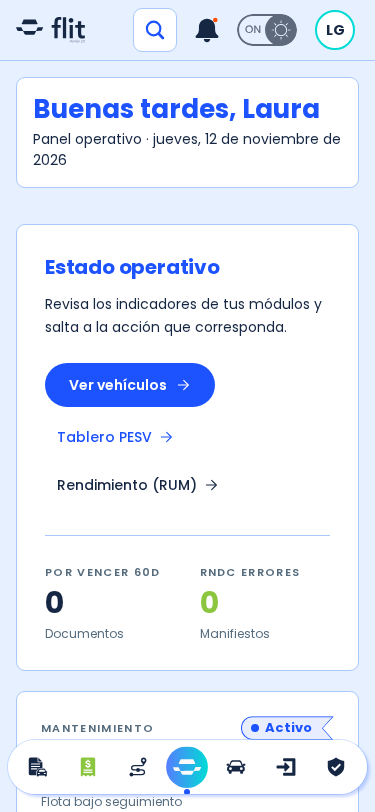 flit
ON
LG
Buenas tardes, Laura
Panel operativo · jueves, 12 de noviembre de
2026
Estado operativo
Revisa los indicadores de tus módulos y
salta a la acción que corresponda.
Ver vehículos →
Tablero PESV →
Rendimiento (RUM) →
POR VENCER 60D
0
Documentos
RNDC ERRORES
0
Manifiestos
MANTENIMIENTO
Activo
Flota bajo seguimiento